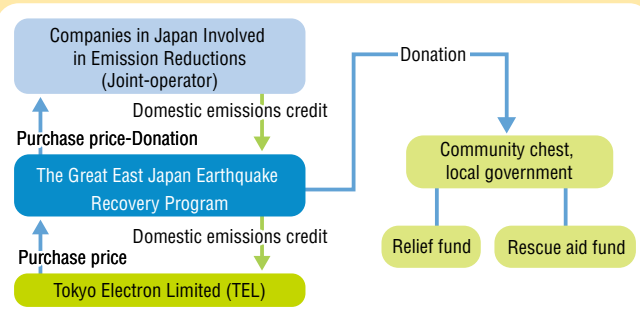 Companies in Japan Involved
in Emission Reductions
(Joint-operator)
Donation
Domestic emissions credit
Purchase price-Donation
Community chest,
local government
The Great East Japan Earthquake
Recovery Program
Domestic emissions credit
Relief fund
Rescue aid fund
Purchase price
Tokyo Electron Limited (TEL)